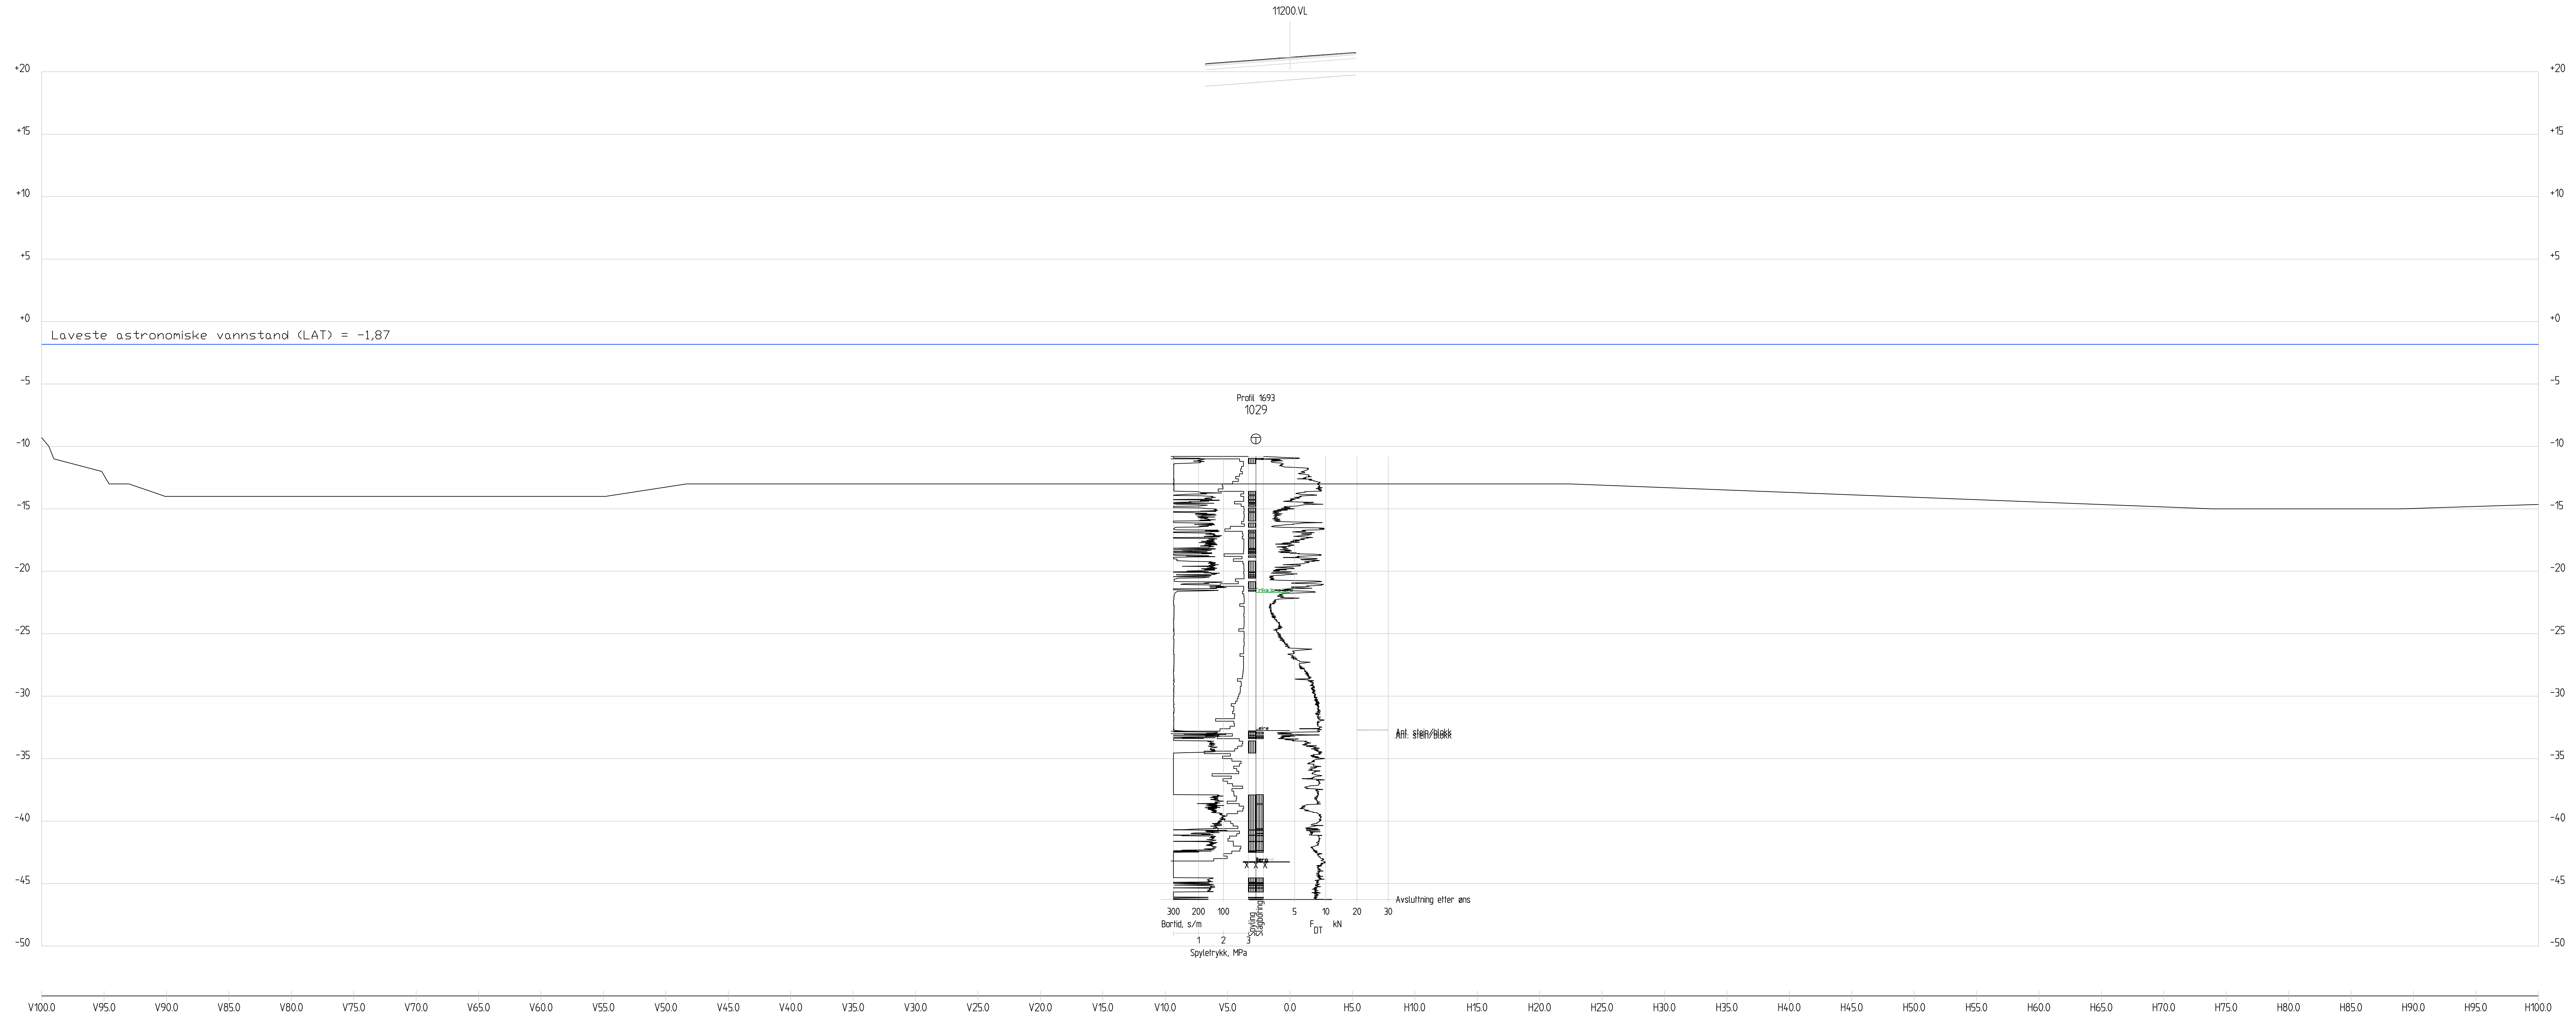 11200.VL
+20 +20
+15 +15
+10 +10
+5 +5
+0 +0
Laveste astronomiske vannstand (LAT) = -1,87
-5 -5
Profil 1693
1029
-10 -10
-15 -15
-20 -20
-25 -25
-30 -30
Ant. stein/blokk
Ant. stein/blokk
-35 -35
-40 -40
-45 -45
Avsluttning etter øns
300 200 100 5 10 20 30
Spyling
Slagboring
Bortid, s/m
F DT kN
1 2 3
-50 -50
Spyletrykk, MPa
V100.0 V95.0 V90.0 V85.0 V80.0 V75.0 V70.0 V65.0 V60.0 V55.0 V50.0 V45.0 V40.0 V35.0 V30.0 V25.0 V20.0 V15.0 V10.0 V5.0 0.0 H5.0 H10.0 H15.0 H20.0 H25.0 H30.0 H35.0 H40.0 H45.0 H50.0 H55.0 H60.0 H65.0 H70.0 H75.0 H80.0 H85.0 H90.0 H95.0 H100.0